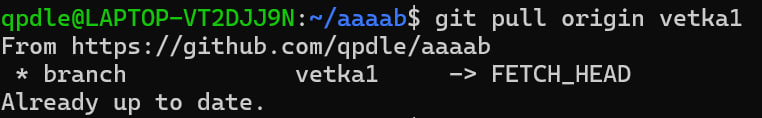 qpdle@LAPTOP-VT2DJJ9N:~/aaaab$ git pull origin vetka1
From https://github.com/qpdle/aaaab
 * branch            vetka1     -> FETCH_HEAD
Already up to date.